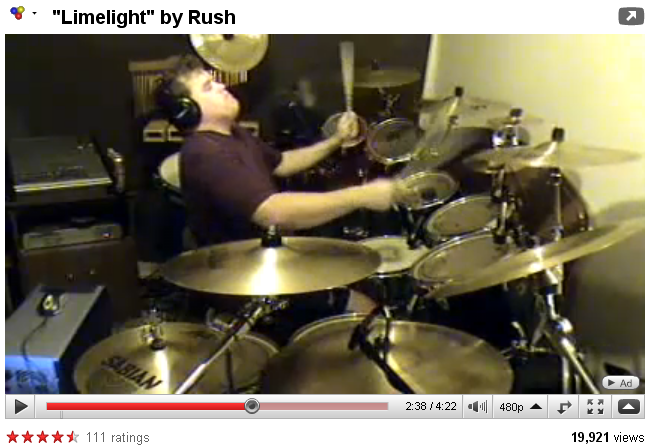 "Limelight" by Rush
SABIAN
Ad
2:38 / 4:22
480p
111 ratings
19,921 views